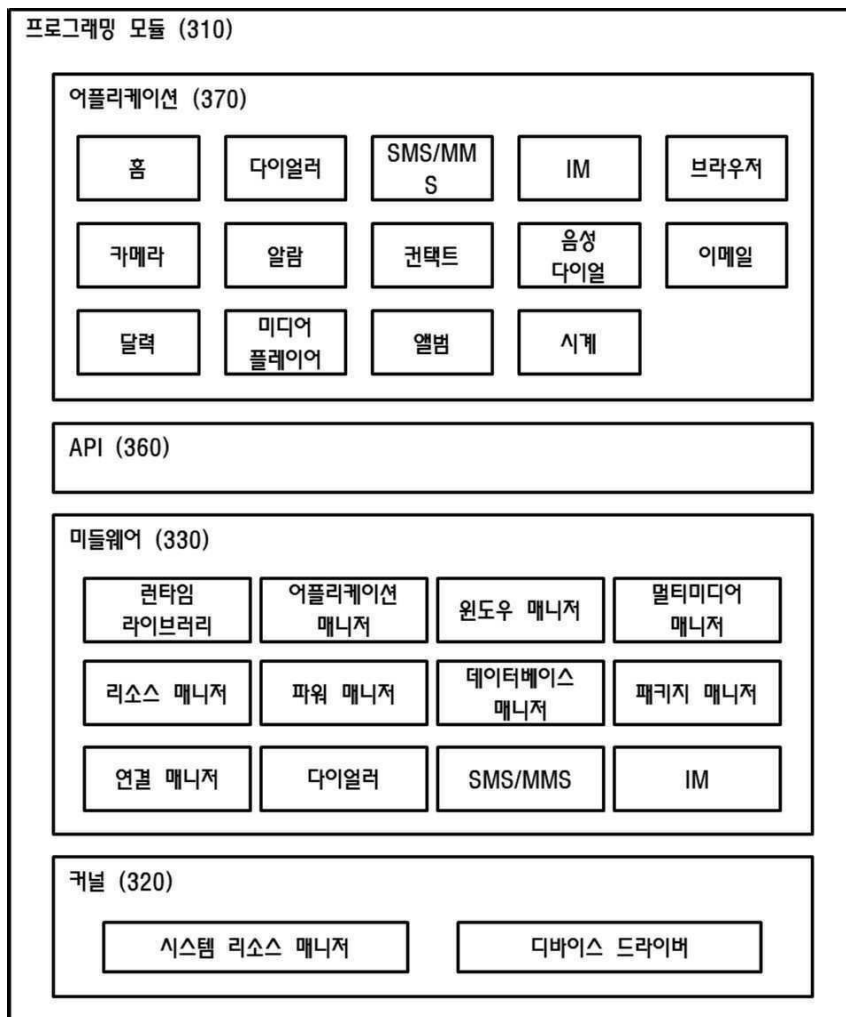 프로그래밍 모듈 (310)
어플리케이션 (370)
홈
다이얼러
SMS/MM
S
IM
브라우저
카메라
알람
컨택트
음성
다이얼
이메일
달력
미디어
플레이어
앨범
시계
API (360)
미들웨어 (330)
런타임
라이브러리
어플리케이션
매니저
윈도우 매니저
멀티미디어
매니저
리소스 매니저
파워 매니저
데이터베이스
매니저
패키지 매니저
연결 매니저
다이얼러
SMS/MMS
IM
커널 (320)
시스템 리소스 매니저
디바이스 드라이버